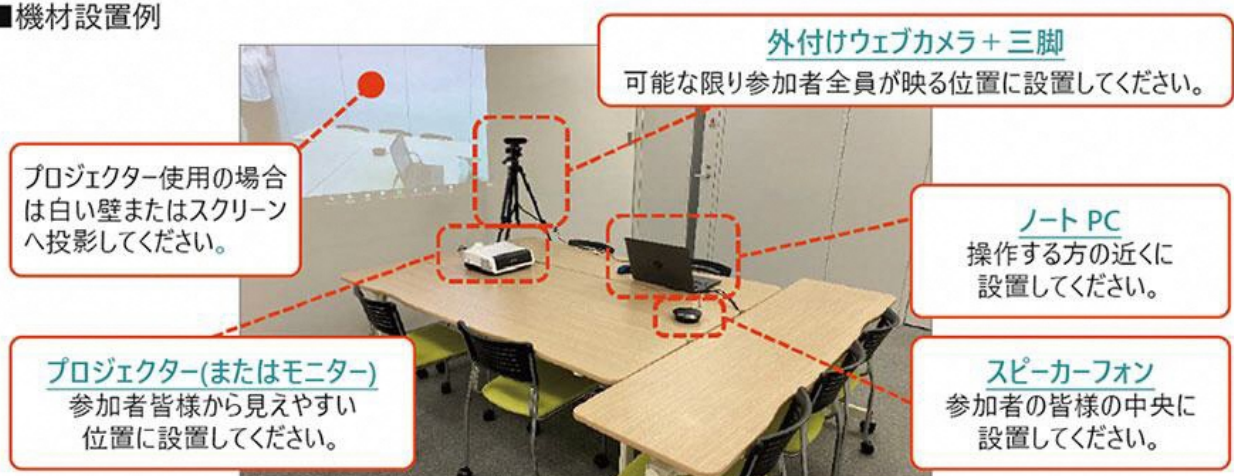 ■機材設置例
外付けウェブカメラ + 三脚
可能な限り参加者全員が映る位置に設置してください。
プロジェクター使用の場合
は白い壁またはスクリーン
へ投影してください。
ノート PC
操作する方の近くに
設置してください。
プロジェクター(またはモニター)
参加者皆様から見えやすい
位置に設置してください。
スピーカーフォン
参加者の皆様の中央に
設置してください。